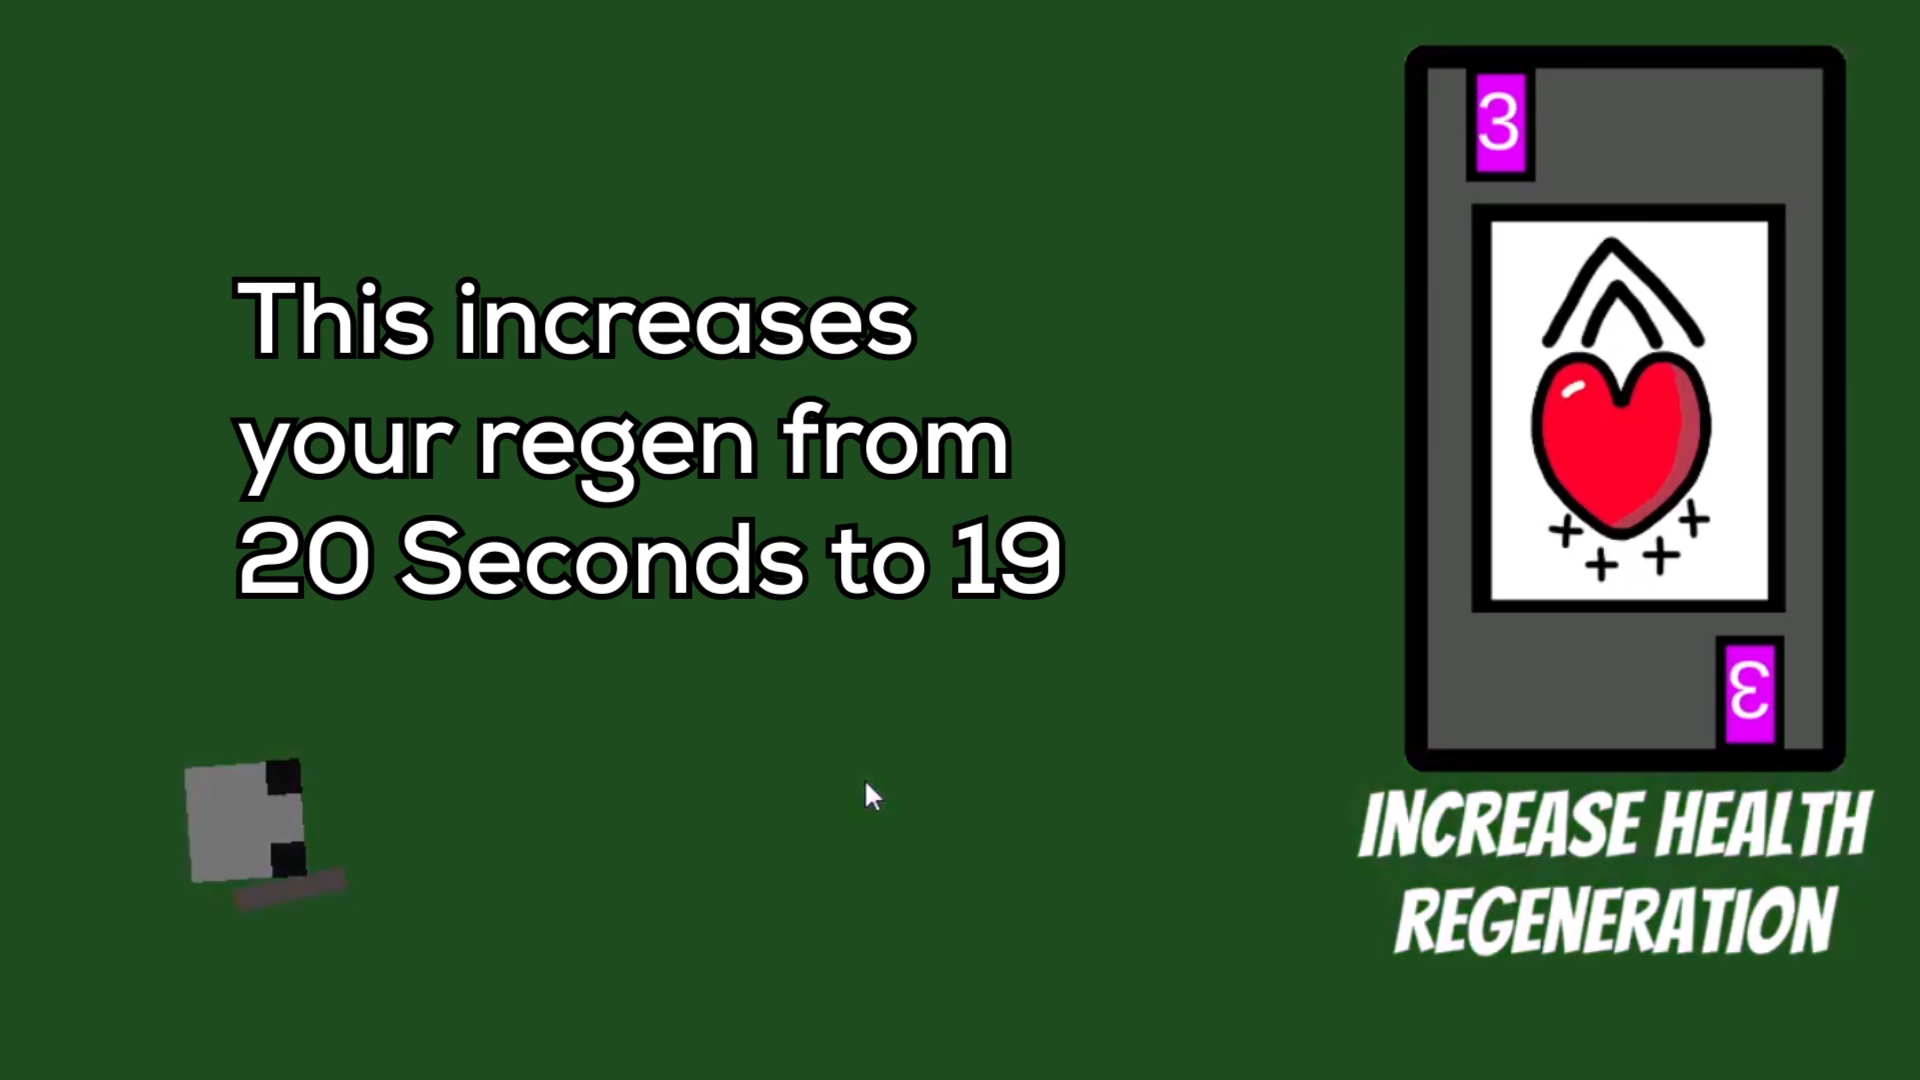 This increases
your regen from
20 Seconds to 19
3
3
INCREASE HEALTH
REGENERATION